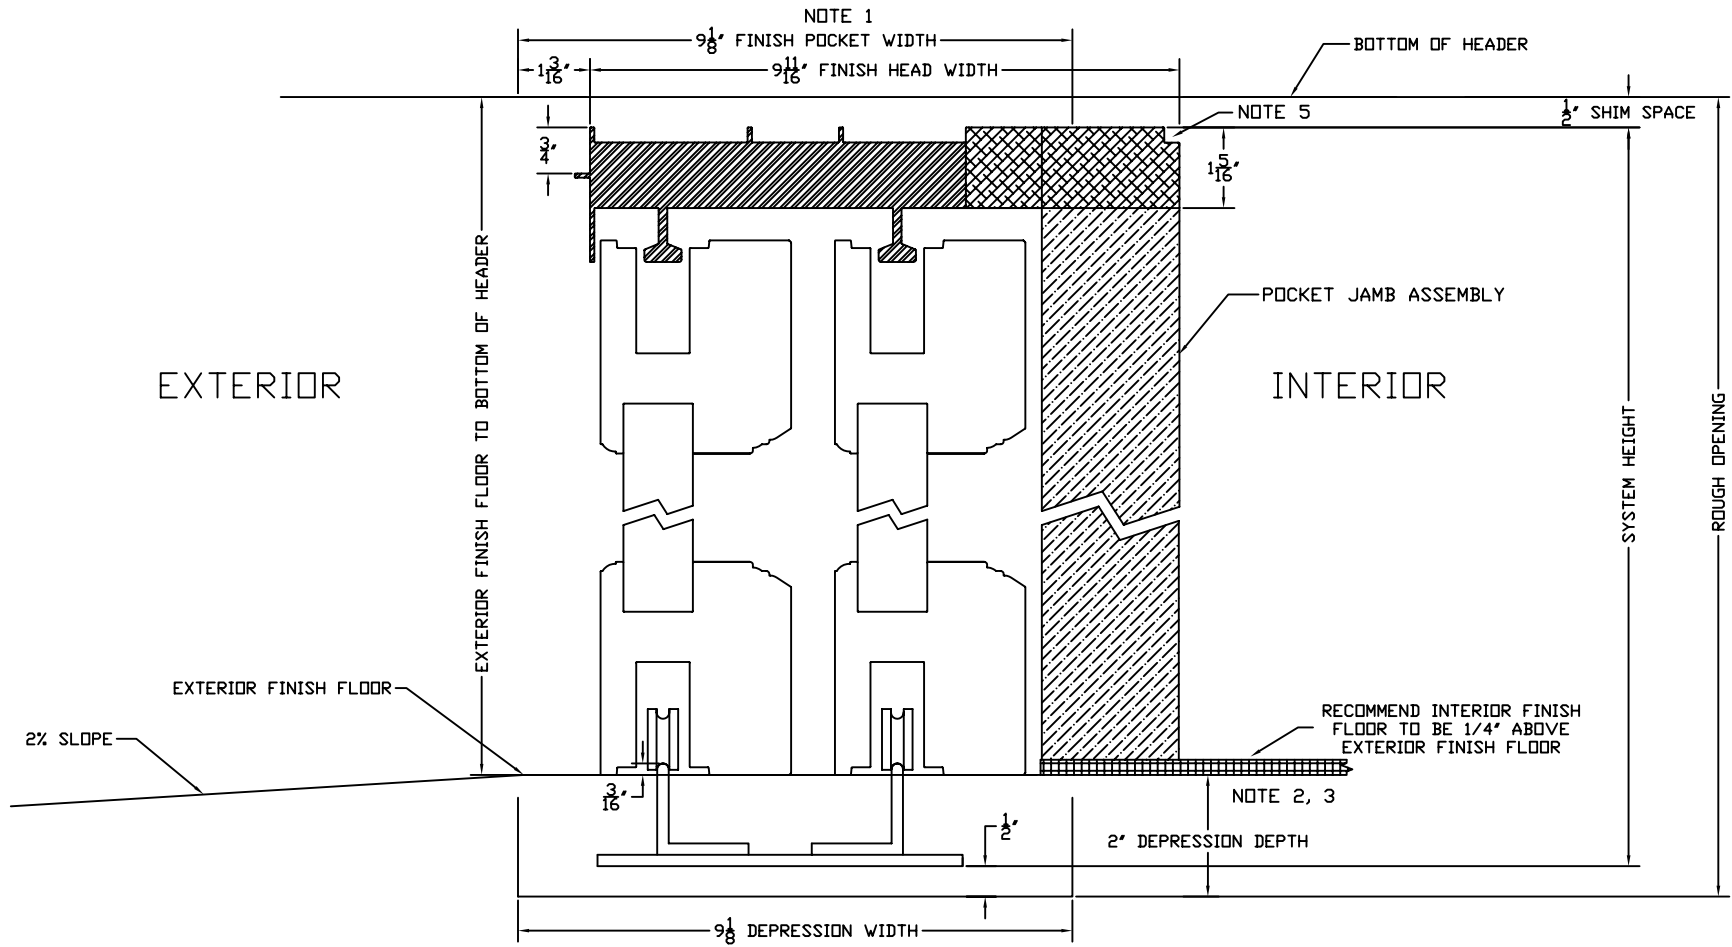 NOTE 1
9 1/8" FINISH POCKET WIDTH
BOTTOM OF HEADER
1 3/16"
9 11/16" FINISH HEAD WIDTH
NOTE 5
1/2" SHIM SPACE
3/4"
1 5/16"
EXTERIOR FINISH FLOOR TO BOTTOM OF HEADER
POCKET JAMB ASSEMBLY
EXTERIOR
INTERIOR
SYSTEM HEIGHT
ROUGH OPENING
EXTERIOR FINISH FLOOR
2% SLOPE
RECOMMEND INTERIOR FINISH
FLOOR TO BE 1/4" ABOVE
EXTERIOR FINISH FLOOR
3/16"
NOTE 2, 3
1/2"
2" DEPRESSION DEPTH
9 1/8 DEPRESSION WIDTH